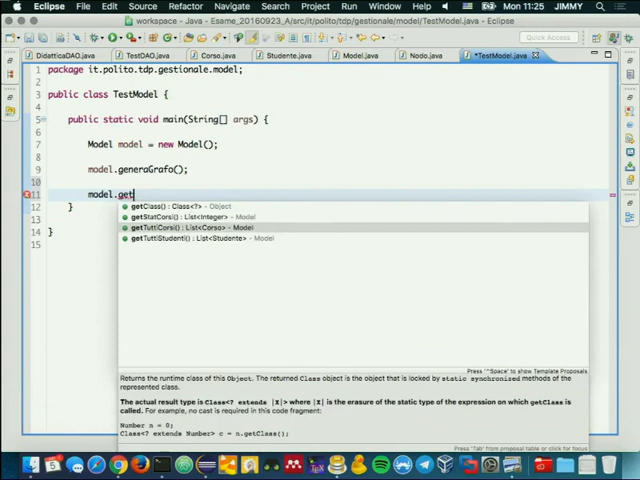 Eclipse File Edit Source Refactor Navigate Search Project Run Window Help Mon 11:25 JIMMY
workspace - Java - Esame_20160923_A/src/it/polito/tdp/gestionale/model/TestModel.java - Eclipse
Quick Access
DidatticaDAO.java TestDAO.java Corso.java Studente.java Model.java Nodo.java *TestModel.java
1 package it.polito.tdp.gestionale.model;
2
3 public class TestModel {
4
5 public static void main(String[] args) {
6
7 Model model = new Model();
8
9 model.generaGrafo();
10
11 model.get
12 }
13
14 }
15
getClass() : Class<?> - Object
getStatCorsi() : List<Integer> - Model
getTuttiCorsi() : List<Corso> - Model
getTuttiStudenti() : List<Studente> - Model
Press '^Space' to show Template Proposals
Returns the runtime class of this Object. The returned Class object is the object that is locked by static synchronized methods of the
represented class.
The actual result type is Class<? extends |X|> where |X| is the erasure of the static type of the expression on which getClass is
called. For example, no cast is required in this code fragment:
Number n = 0;
Class<? extends Number> c = n.getClass();
Press 'Tab' from proposal table or click for focus